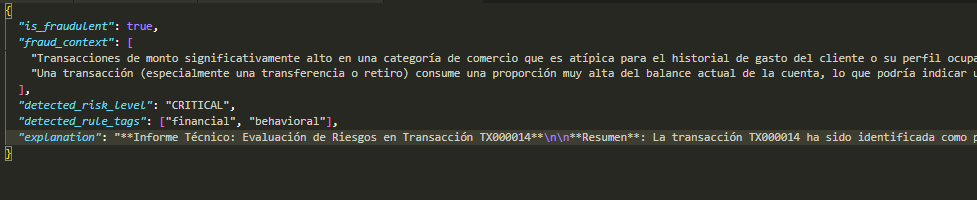 {
"is_fraudulent": true,
"fraud_context": [
"Transacciones de monto significativamente alto en una categoría de comercio que es atípica para el historial de gasto del cliente o su perfil ocupa
"Una transacción (especialmente una transferencia o retiro) consume una proporción muy alta del balance actual de la cuenta, lo que podría indicar u
],
"detected_risk_level": "CRITICAL",
"detected_rule_tags": ["financial", "behavioral"],
"explanation": "**Informe Técnico: Evaluación de Riesgos en Transacción TX000014**\n\n**Resumen**: La transacción TX000014 ha sido identificada como p
}